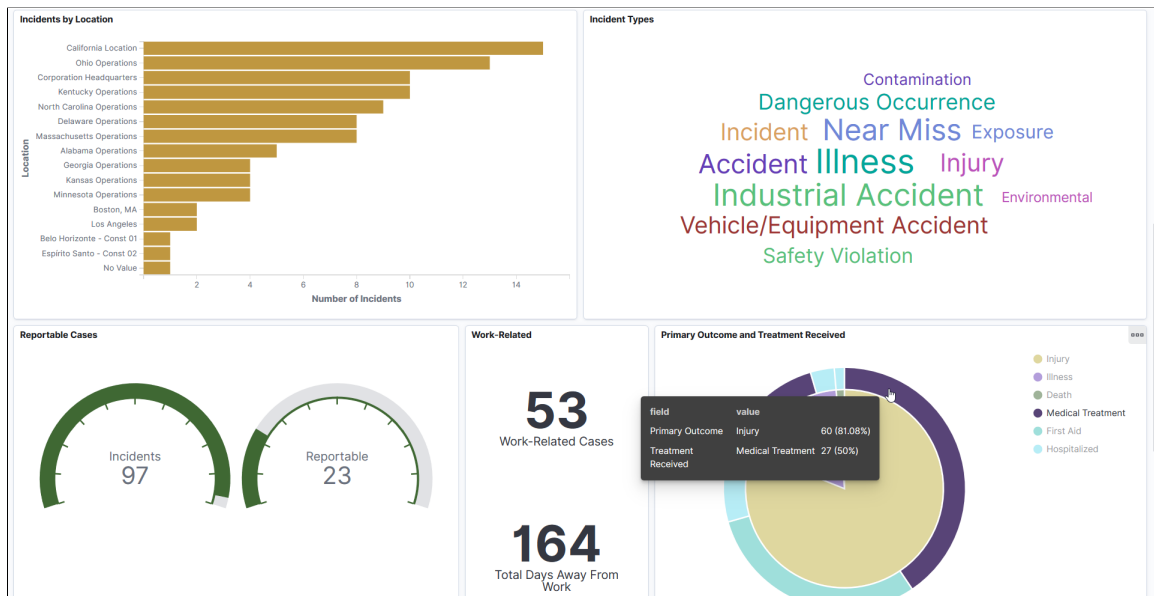 Incidents by Location
Location
California Location
Ohio Operations
Corporation Headquarters
Kentucky Operations
North Carolina Operations
Delaware Operations
Massachusetts Operations
Alabama Operations
Georgia Operations
Kansas Operations
Minnesota Operations
Boston, MA
Los Angeles
Belo Horizonte - Const 01
Espírito Santo - Const 02
No Value
2 4 6 8 10 12 14
Number of Incidents
Incident Types
Contamination
Dangerous Occurrence
Incident Near Miss Exposure
Accident Illness Injury
Industrial Accident Environmental
Vehicle/Equipment Accident
Safety Violation
Reportable Cases
Incidents
97
Reportable
23
Work-Related
53
Work-Related Cases
164
Total Days Away From
Work
Primary Outcome and Treatment Received
field value
Primary Outcome Injury 60 (81.08%)
Treatment
Received Medical Treatment 27 (50%)
Injury
Illness
Death
Medical Treatment
First Aid
Hospitalized